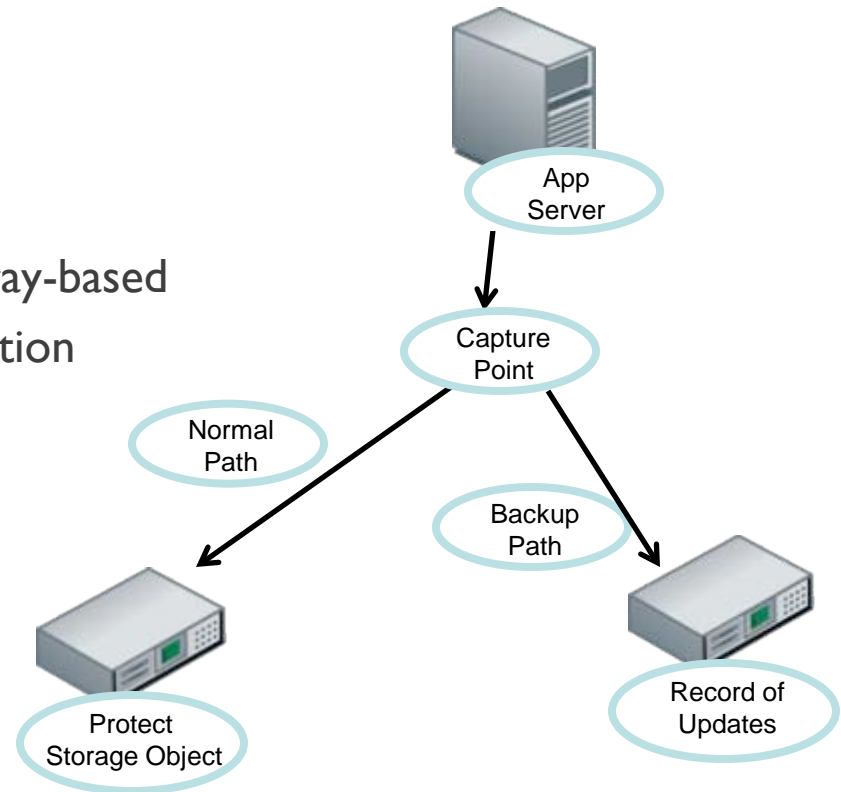 App
Server
ay-based
tion
Capture
Point
Normal
Path
Backup
Path
Protect
Storage Object
Record of
Updates